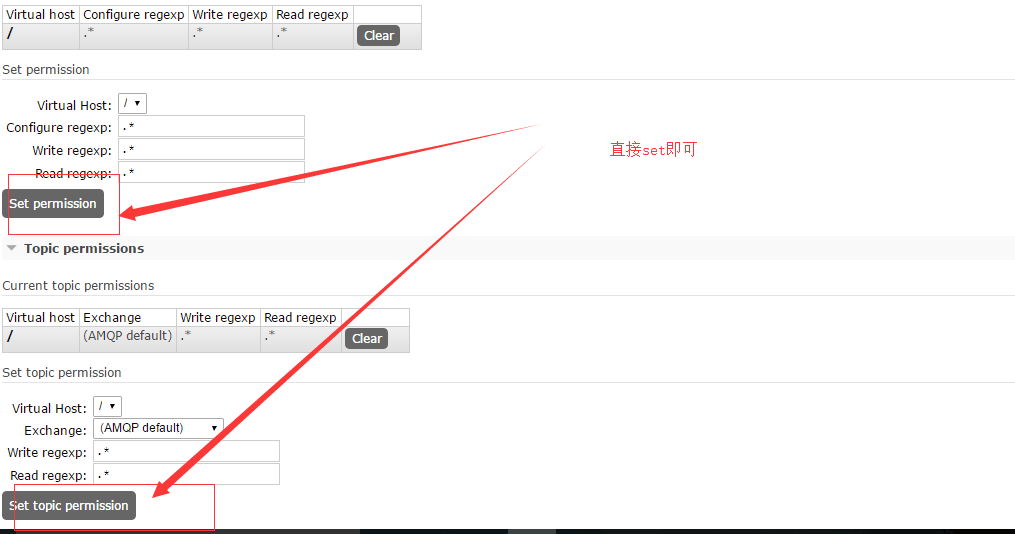 Virtual host Configure regexp Write regexp Read regexp
/ .* .* .* Clear
Set permission
Virtual Host: /
Configure regexp: .*
Write regexp: .*
Read regexp: .*
直接set即可
Set permission
Topic permissions
Current topic permissions
Virtual host Exchange Write regexp Read regexp
/ (AMQP default) .* .* Clear
Set topic permission
Virtual Host: /
Exchange: (AMQP default)
Write regexp: .*
Read regexp: .*
Set topic permission